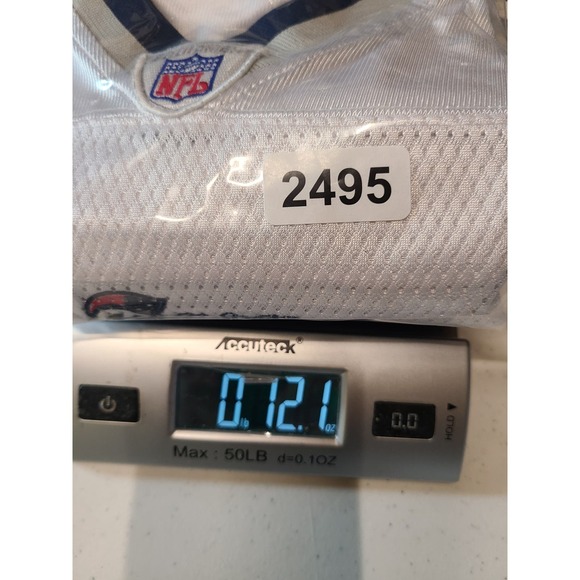 NFL
2495
Accuteck®
0 lb 12.1 oz
0.0
HOLD
Max : 50LB d=0.1OZ